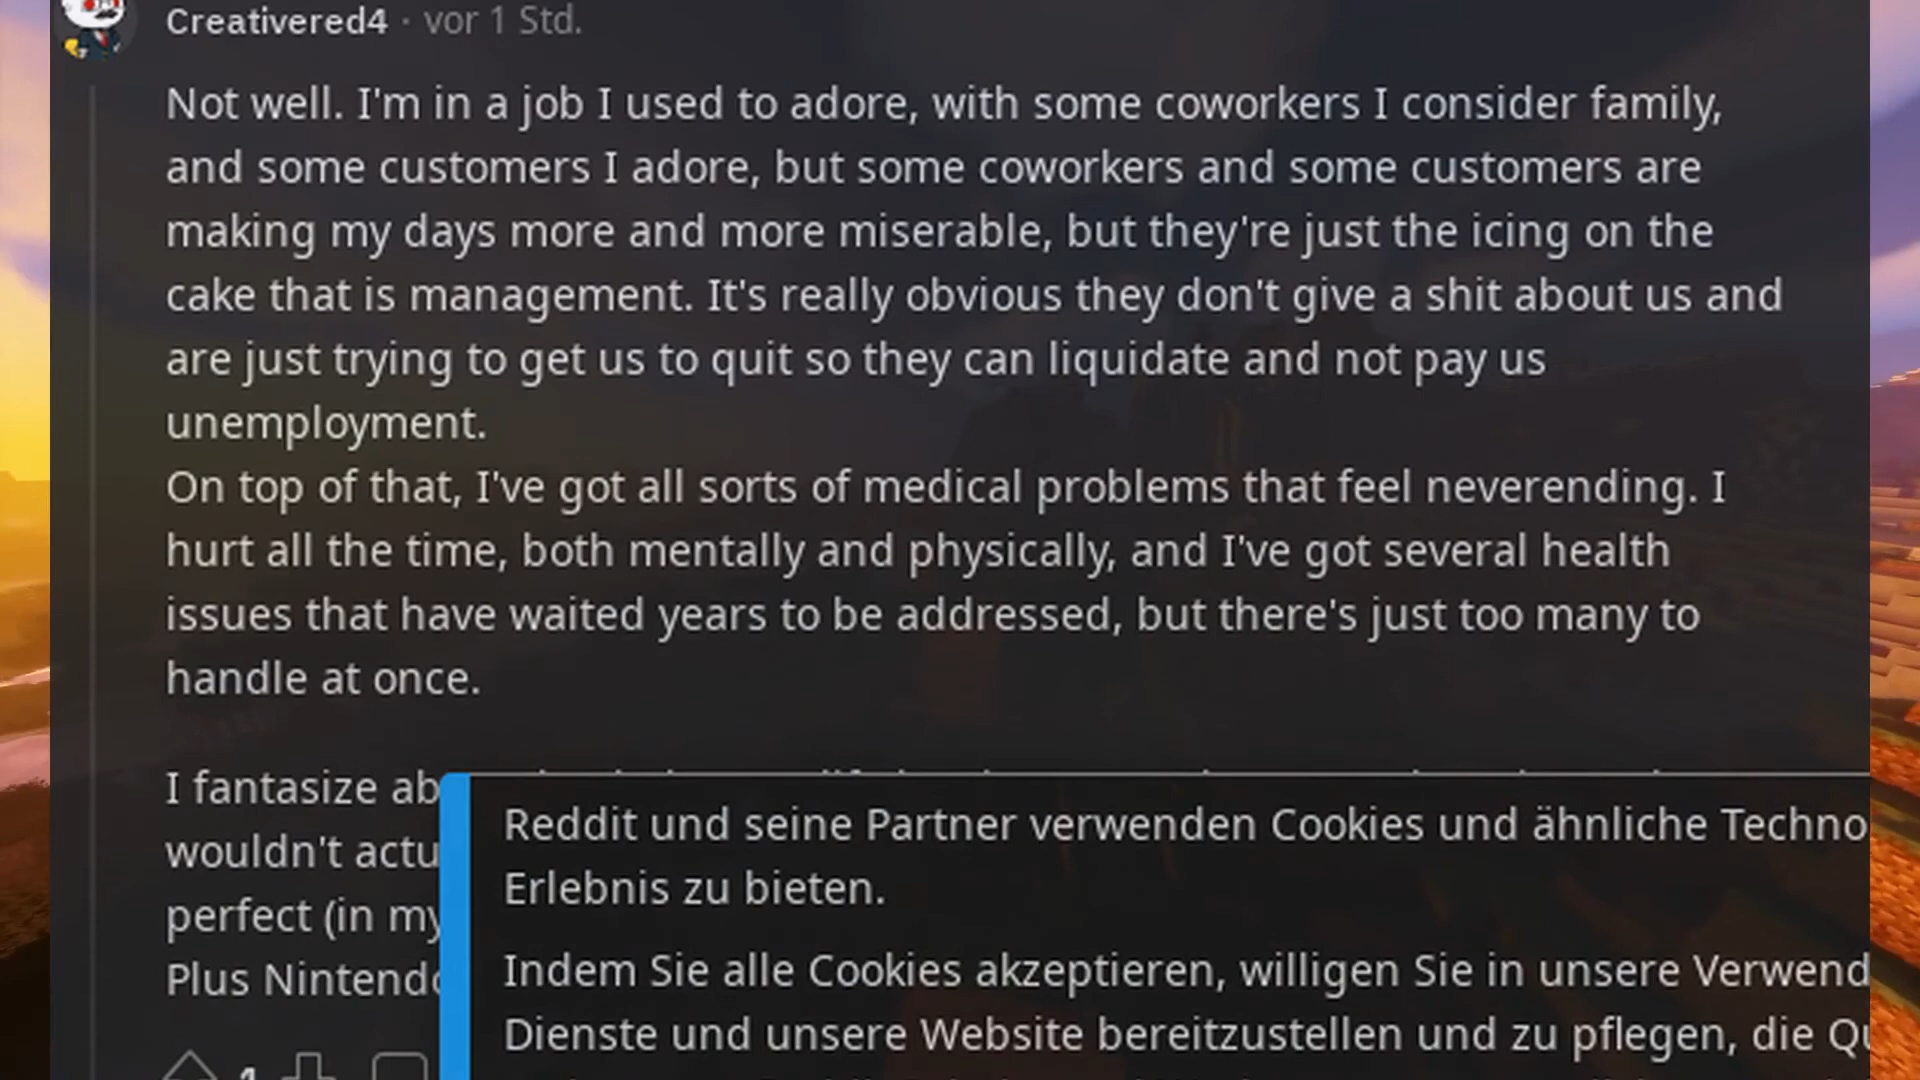 Creativered4 · vor 1 Std.
Not well. I'm in a job I used to adore, with some coworkers I consider family,
and some customers I adore, but some coworkers and some customers are
making my days more and more miserable, but they're just the icing on the
cake that is management. It's really obvious they don't give a shit about us and
are just trying to get us to quit so they can liquidate and not pay us
unemployment.
On top of that, I've got all sorts of medical problems that feel neverending. I
hurt all the time, both mentally and physically, and I've got several health
issues that have waited years to be addressed, but there's just too many to
handle at once.
I fantasize ab
wouldn't actu
perfect (in my
Plus Nintendo
Reddit und seine Partner verwenden Cookies und ähnliche Techno
Erlebnis zu bieten.
Indem Sie alle Cookies akzeptieren, willigen Sie in unsere Verwend
Dienste und unsere Website bereitzustellen und zu pflegen, die Qu